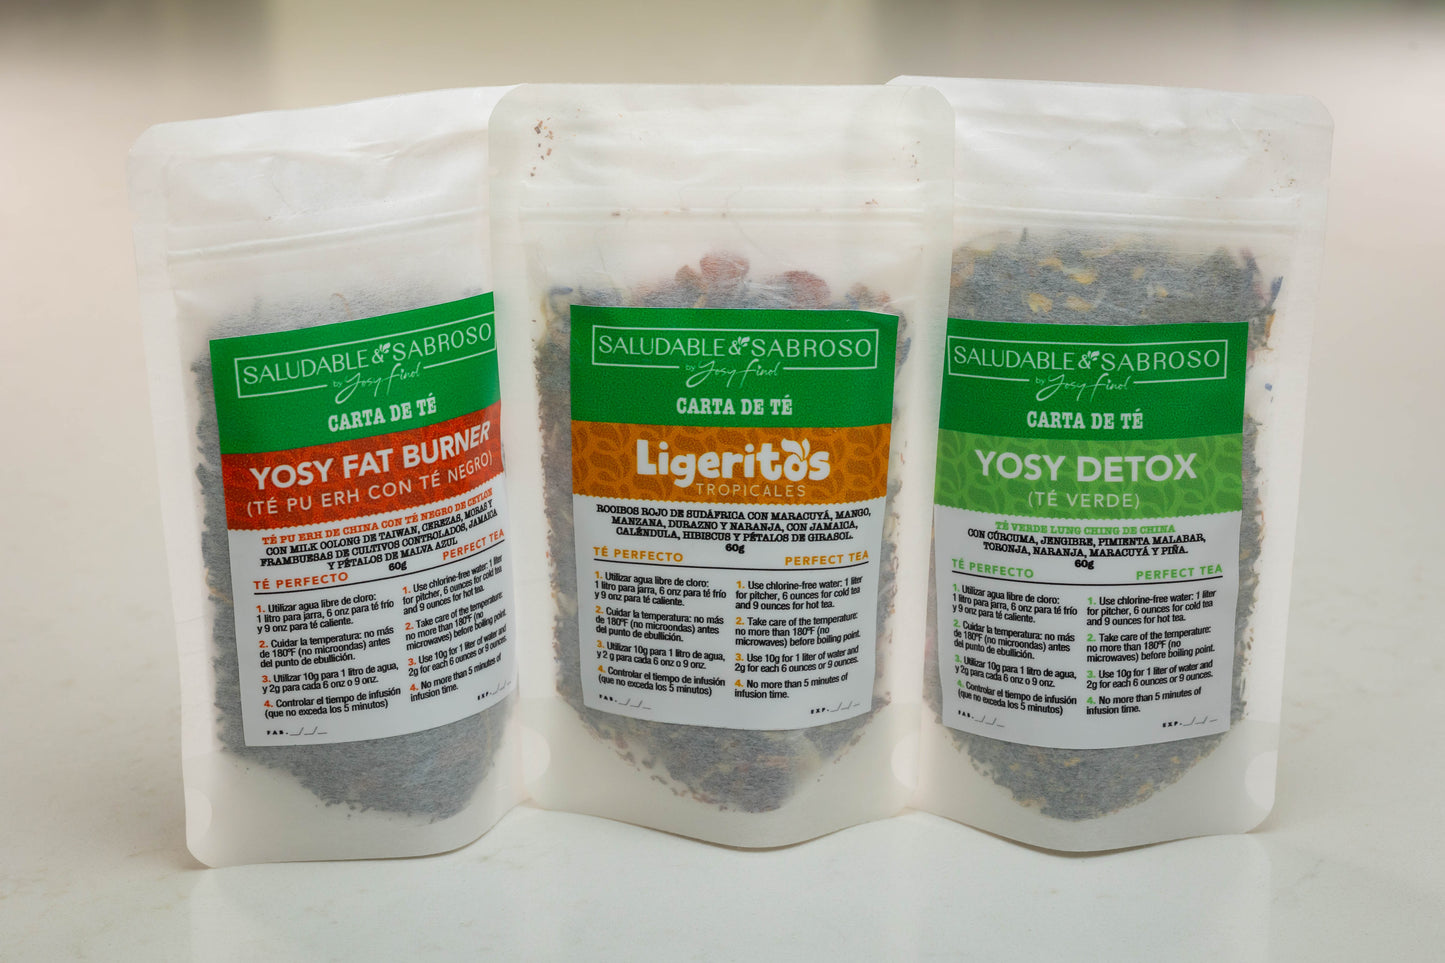 SALUDABLE & SABROSO
by Yosy Finol
CARTA DE TÉ
YOSY FAT BURNER
(TÉ PU ERH CON TÉ NEGRO)
TÉ PU ERH DE CHINA CON TÉ NEGRO DE CEYLON
CON MILK OOLONG DE TAIWAN, CEREZAS, MORAS Y
FRAMBUESAS DE CULTIVOS CONTROLADOS, JAMAICA
Y PÉTALOS DE MALVA AZUL
60g
TÉ PERFECTO
1. Utilizar agua libre de cloro:
1 litro para jarra, 6 onz para té frío
y 9 onz para té caliente.
2. Cuidar la temperatura: no más
de 180ºF (no microondas) antes
del punto de ebullición.
3. Utilizar 10g para 1 litro de agua,
y 2g para cada 6 onz o 9 onz.
4. Controlar el tiempo de infusión
(que no exceda los 5 minutos)
FAB.__/__/__
PERFECT TEA
1. Use chlorine-free water: 1 liter
for pitcher, 6 ounces for cold tea
and 9 ounces for hot tea.
2. Take care of the temperature:
no more than 180ºF (no
microwaves) before boiling point.
3. Use 10g for 1 liter of water and
2g for each 6 ounces or 9 ounces.
4. No more than 5 minutes of
infusion time.
EXP.__/__/__
SALUDABLE & SABROSO
by Yosy Finol
CARTA DE TÉ
Ligeritos
TROPICALES
ROOIBOS ROJO DE SUDÁFRICA CON MARACUYÁ, MANGO,
MANZANA, DURAZNO Y NARANJA, CON JAMAICA,
CALÉNDULA, HIBISCUS Y PÉTALOS DE GIRASOL.
60g
TÉ PERFECTO
1. Utilizar agua libre de cloro:
1 litro para jarra, 6 onz para té frío
y 9 onz para té caliente.
2. Cuidar la temperatura: no más
de 180ºF (no microondas) antes
del punto de ebullición.
3. Utilizar 10g para 1 litro de agua,
y 2 g para cada 6 onz o 9 onz.
4. Controlar el tiempo de infusión
(que no exceda los 5 minutos)
FAB.__/__/__
PERFECT TEA
1. Use chlorine-free water: 1 liter
for pitcher, 6 ounces for cold tea
and 9 ounces for hot tea.
2. Take care of the temperature:
no more than 180ºF (no
microwaves) before boiling point.
3. Use 10g for 1 liter of water and
2g for each 6 ounces or 9 ounces.
4. No more than 5 minutes of
infusion time.
EXP.__/__/__
SALUDABLE & SABROSO
by Yosy Finol
CARTA DE TÉ
YOSY DETOX
(TÉ VERDE)
TÉ VERDE LUNG CHING DE CHINA
CON CÚRCUMA, JENGIBRE, PIMIENTA MALABAR,
TORONJA, NARANJA, MARACUYÁ Y PIÑA.
60g
TÉ PERFECTO
1. Utilizar agua libre de cloro:
1 litro para jarra, 6 onz para té frío
y 9 onz para té caliente.
2. Cuidar la temperatura: no más
de 180ºF (no microondas) antes
del punto de ebullición.
3. Utilizar 10g para 1 litro de agua,
y 2g para cada 6 onz o 9 onz.
4. Controlar el tiempo de infusión
(que no exceda los 5 minutos)
FAB.__/__/__
PERFECT TEA
1. Use chlorine-free water: 1 liter
for pitcher, 6 ounces for cold tea
and 9 ounces for hot tea.
2. Take care of the temperature:
no more than 180ºF (no
microwaves) before boiling point.
3. Use 10g for 1 liter of water and
2g for each 6 ounces or 9 ounces.
4. No more than 5 minutes of
infusion time.
EXP.__/__/__